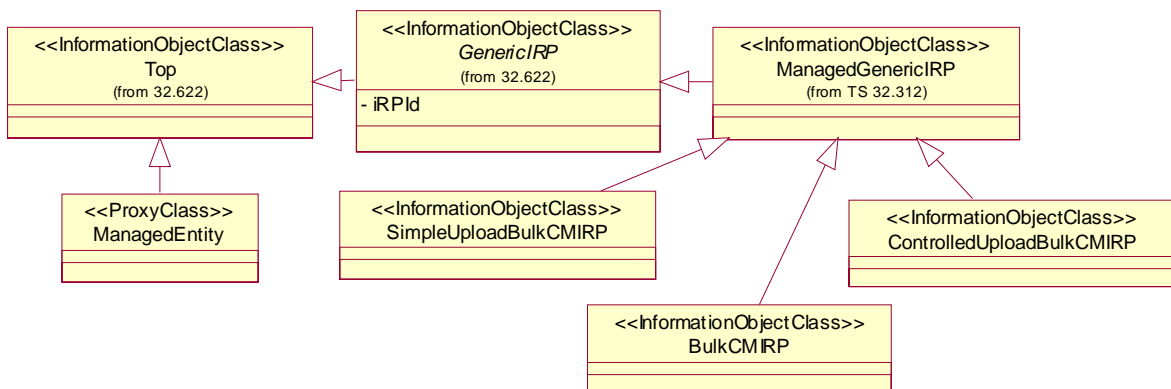 <<InformationObjectClass>>
Top
(from 32.622)
<<InformationObjectClass>>
GenericIRP
(from 32.622)
- iRPId
<<InformationObjectClass>>
ManagedGenericIRP
(from TS 32.312)
<<ProxyClass>>
ManagedEntity
<<InformationObjectClass>>
SimpleUploadBulkCMIRP
<<InformationObjectClass>>
ControlledUploadBulkCMIRP
<<InformationObjectClass>>
BulkCMIRP